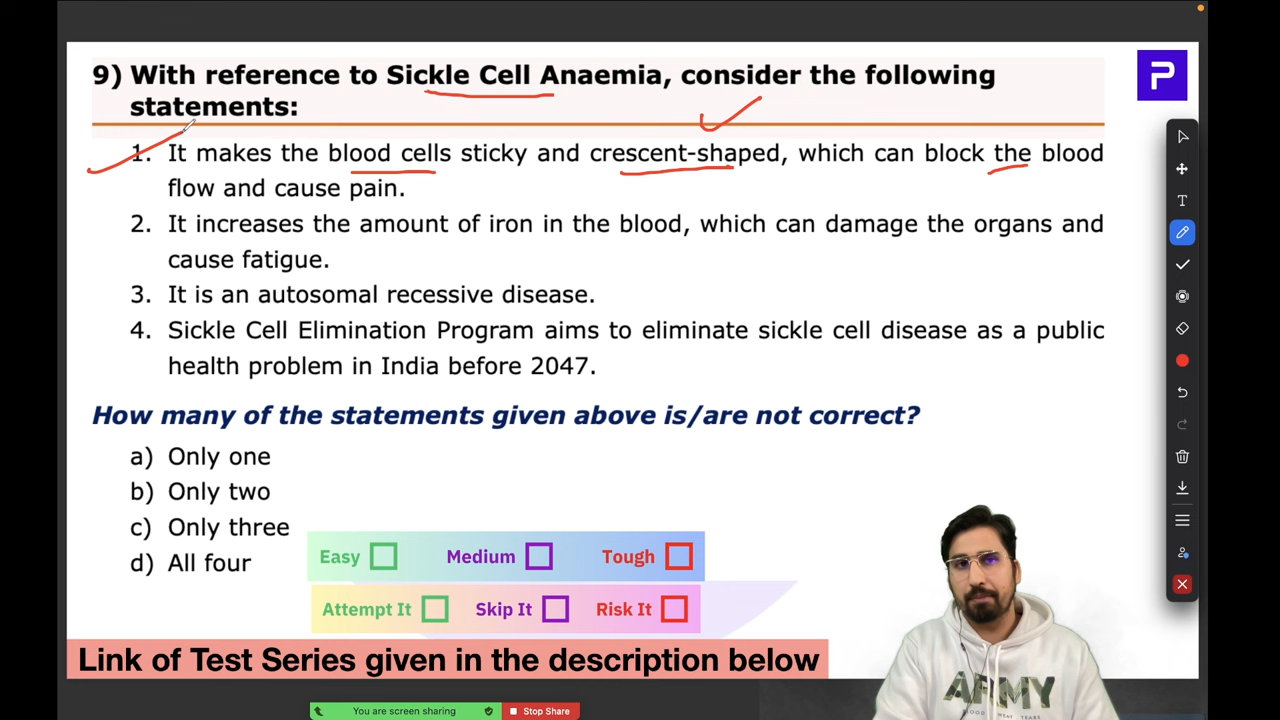 9) With reference to Sickle Cell Anaemia, consider the following
statements:
1. It makes the blood cells sticky and crescent-shaped, which can block the blood
flow and cause pain.
2. It increases the amount of iron in the blood, which can damage the organs and
cause fatigue.
3. It is an autosomal recessive disease.
4. Sickle Cell Elimination Program aims to eliminate sickle cell disease as a public
health problem in India before 2047.
How many of the statements given above is/are not correct?
a) Only one
b) Only two
c) Only three
d) All four
Easy Medium Tough
Attempt It Skip It Risk It
Link of Test Series given in the description below
ARMY
You are screen sharing Stop Share